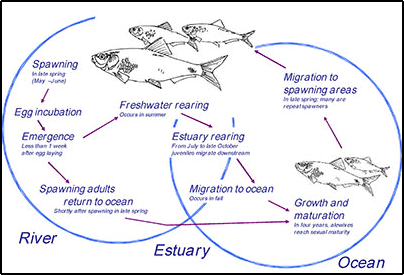 Spawning
In late spring
(May -June)
Egg incubation
Emergence
Less than 1 week
after egg laying
Spawning adults
return to ocean
Shortly after spawning in late spring
Freshwater rearing
Occurs in summer
Estuary rearing
From July to late October
juveniles migrate downstream
Migration to ocean
Occurs in fall
Migration to
spawning areas
In late spring; many are
repeat spawners
Growth and
maturation
In four years, alewives
reach sexual maturity
River
Estuary
Ocean